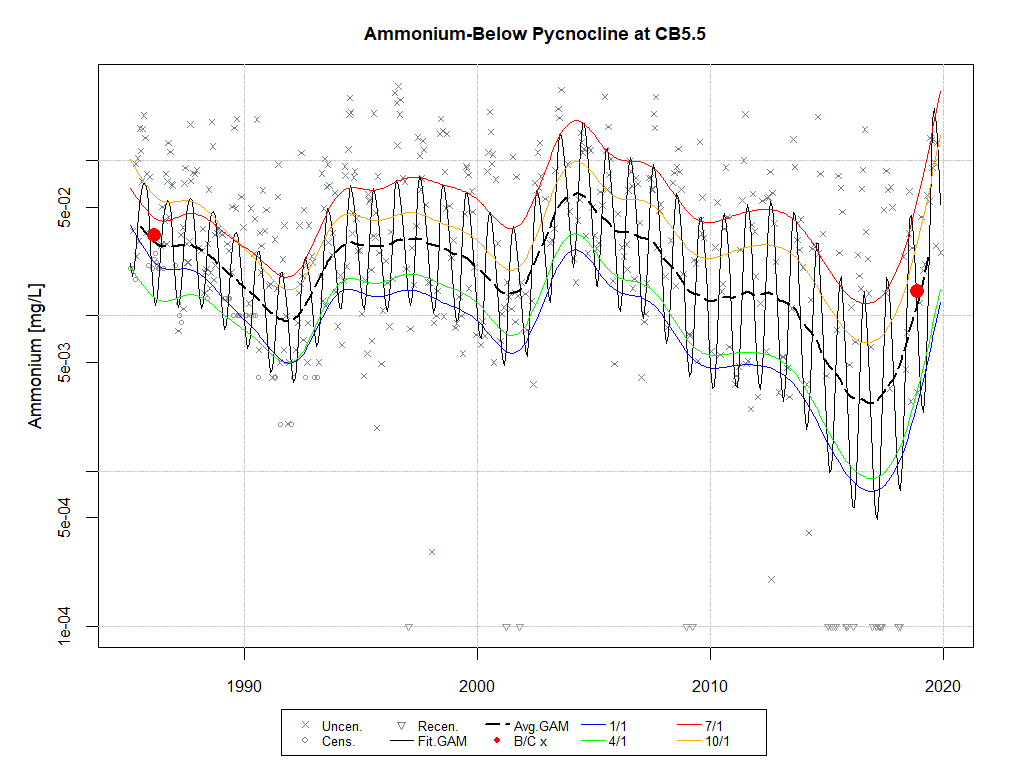 Ammonium-Below Pycnocline at CB5.5
Ammonium [mg/L]
5e-02
5e-03
5e-04
1e-04
1990
2000
2010
2020
Uncen. Recen. Avg.GAM 1/1 7/1
Cens. Fit.GAM B/C x 4/1 10/1